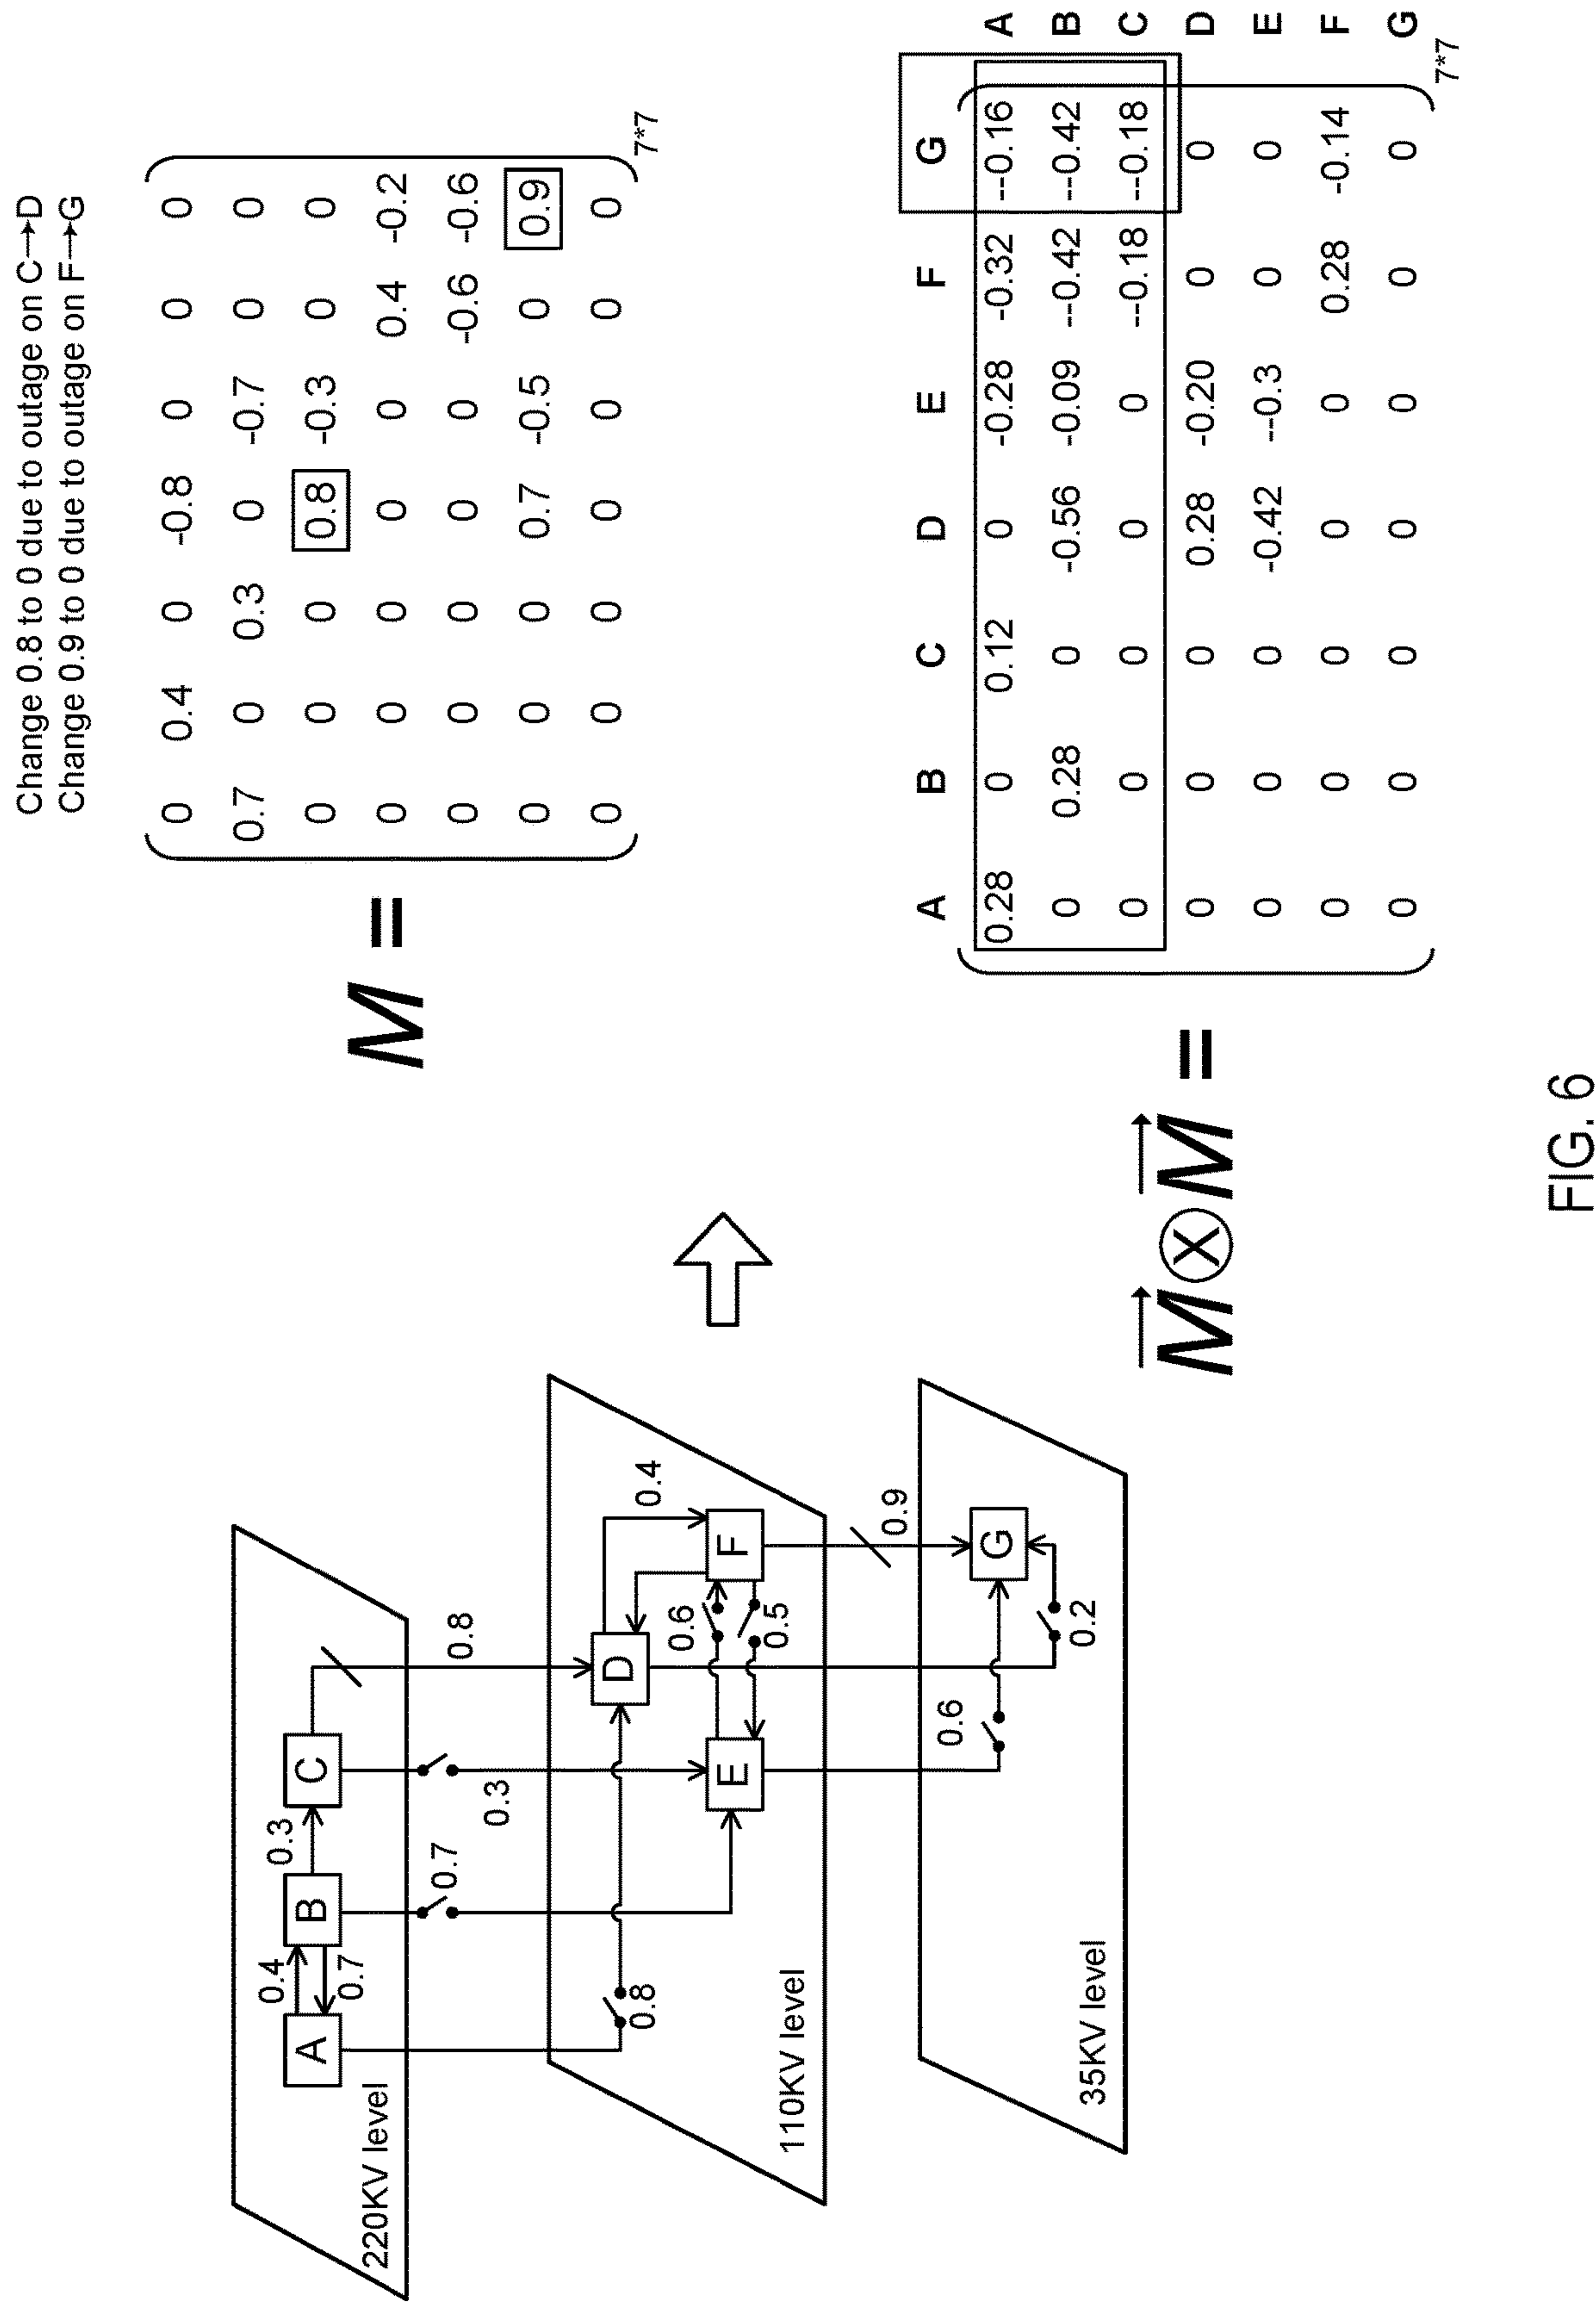 Change 0.8 to 0 due to outage on C→D
Change 0.9 to 0 due to outage on F→G
M =
0 0.4 0 -0.8 0 0 0
0.7 0 0.3 0 -0.7 0 0
0 0 0 0.8 -0.3 0 0
0 0 0 0 0 0.4 -0.2
0 0 0 0 0 -0.6 -0.6
0 0 0 0.7 -0.5 0 0.9
0 0 0 0 0 0 0
7*7
220KV level
A
B
C
0.4
0.7
0.3
0.8
0.7
0.3
110KV level
0.8
D
E
F
0.4
0.6
0.5
0.9
35KV level
0.6
G
0.2
M ⊗ M =
A B C D E F G
0.28 0 0.12 0 -0.28 -0.32 --0.16 A
0 0.28 0 -0.56 -0.09 --0.42 --0.42 B
0 0 0 0 0 --0.18 --0.18 C
0 0 0 0.28 -0.20 0 0 D
0 0 0 -0.42 --0.3 0 0 E
0 0 0 0 0 0.28 -0.14 F
0 0 0 0 0 0 0 G
7*7
FIG. 6